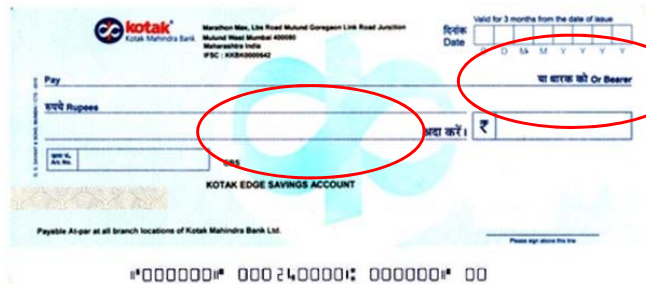 kotak
Kotak Mahindra Bank
Marathon Max, Lbs Road Mulund Goregaon Link Road Junction
Mulund West Mumbai 400080
Maharashtra India
IFSC : KKBK0000642
Valid for 3 months from the date of issue
दिनांक
Date
D M M Y Y Y Y
Pay
या धारक को Or Bearer
रुपये Rupees
अदा करें। ₹
खाता सं.
A/c No.
CBS
KOTAK EDGE SAVINGS ACCOUNT
Payable At-par at all branch locations of Kotak Mahindra Bank Ltd.
Please sign above this line
⑈000000⑈ 000240000⑆ 000000⑈ 00